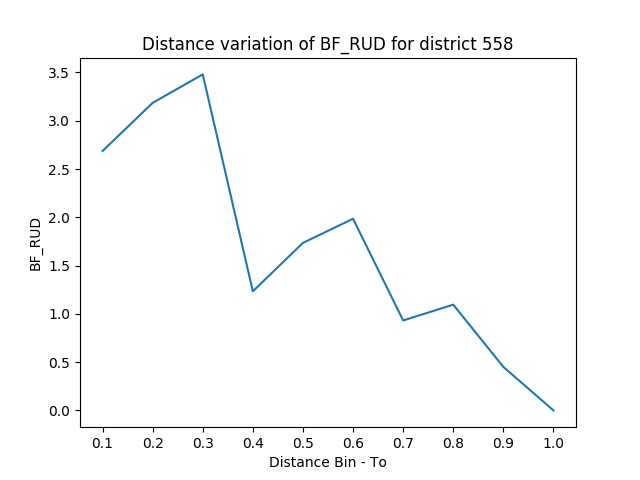 Distance variation of BF_RUD for district 558
3.5
3.0
2.5
2.0
1.5
1.0
0.5
0.0
BF_RUD
0.1 0.2 0.3 0.4 0.5 0.6 0.7 0.8 0.9 1.0
Distance Bin - To